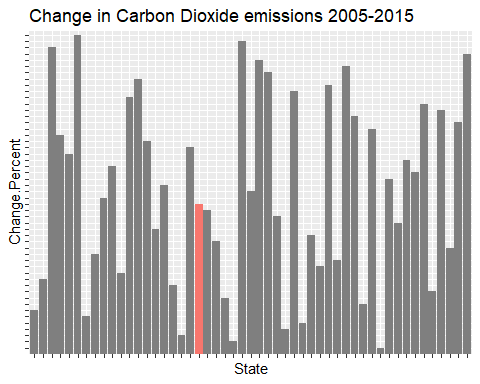 Change in Carbon Dioxide emissions 2005-2015
Change.Percent
State